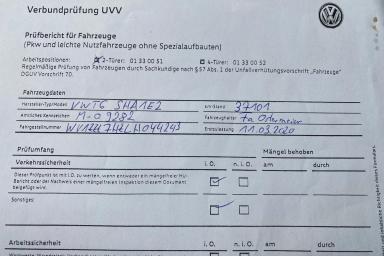 Verbundprüfung UVV
Prüfbericht für Fahrzeuge
(Pkw und leichte Nutzfahrzeuge ohne Spezialaufbauten)
Arbeitspositionen: 2-Türer: 01 33 00 51 4-Türer: 01 33 00 52
Regelmäßige Prüfung von Fahrzeugen durch Sachkundige nach § 57 Abs. 1 der Unfallverhütungsvorschrift „Fahrzeuge"
DGUV Vorschrift 70.
Fahrzeugdaten
Hersteller/Typ/Modell VW T6 km-Stand 37101
Amtliches Kennzeichen M-O 9282 Fahrzeughalter Fa
Fahrgestellnummer Erstzulassung 11.03.2020
Prüfumfang Mängel behoben
Verkehrssicherheit i.O. n.i.O. am durch
Dieser Prüfpunkt ist mit i.O. zu werten, wenn entweder ein mängelfreier HU-
Bericht oder der Nachweis einer mängelfreien Inspektion diesem Dokument
beigefügt wird.
Sonstiges:
Arbeitssicherheit i.O. n.i.O. am durch